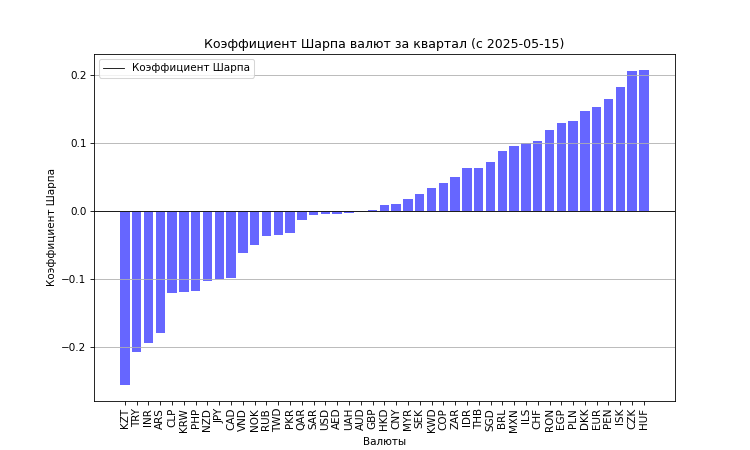 Коэффициент Шарпа валют за квартал (с 2025-05-15)
Коэффициент Шарпа
0.2
0.1
0.0
−0.1
−0.2
Коэффициент Шарпа
KZT
TRY
INR
ARS
CLP
KRW
PHP
NZD
JPY
CAD
VND
NOK
RUB
TWD
PKR
QAR
SAR
USD
AED
UAH
AUD
GBP
HKD
CNY
MYR
SEK
KWD
COP
ZAR
IDR
THB
SGD
BRL
MXN
ILS
CHF
RON
EGP
PLN
DKK
EUR
PEN
ISK
CZK
HUF
Валюты